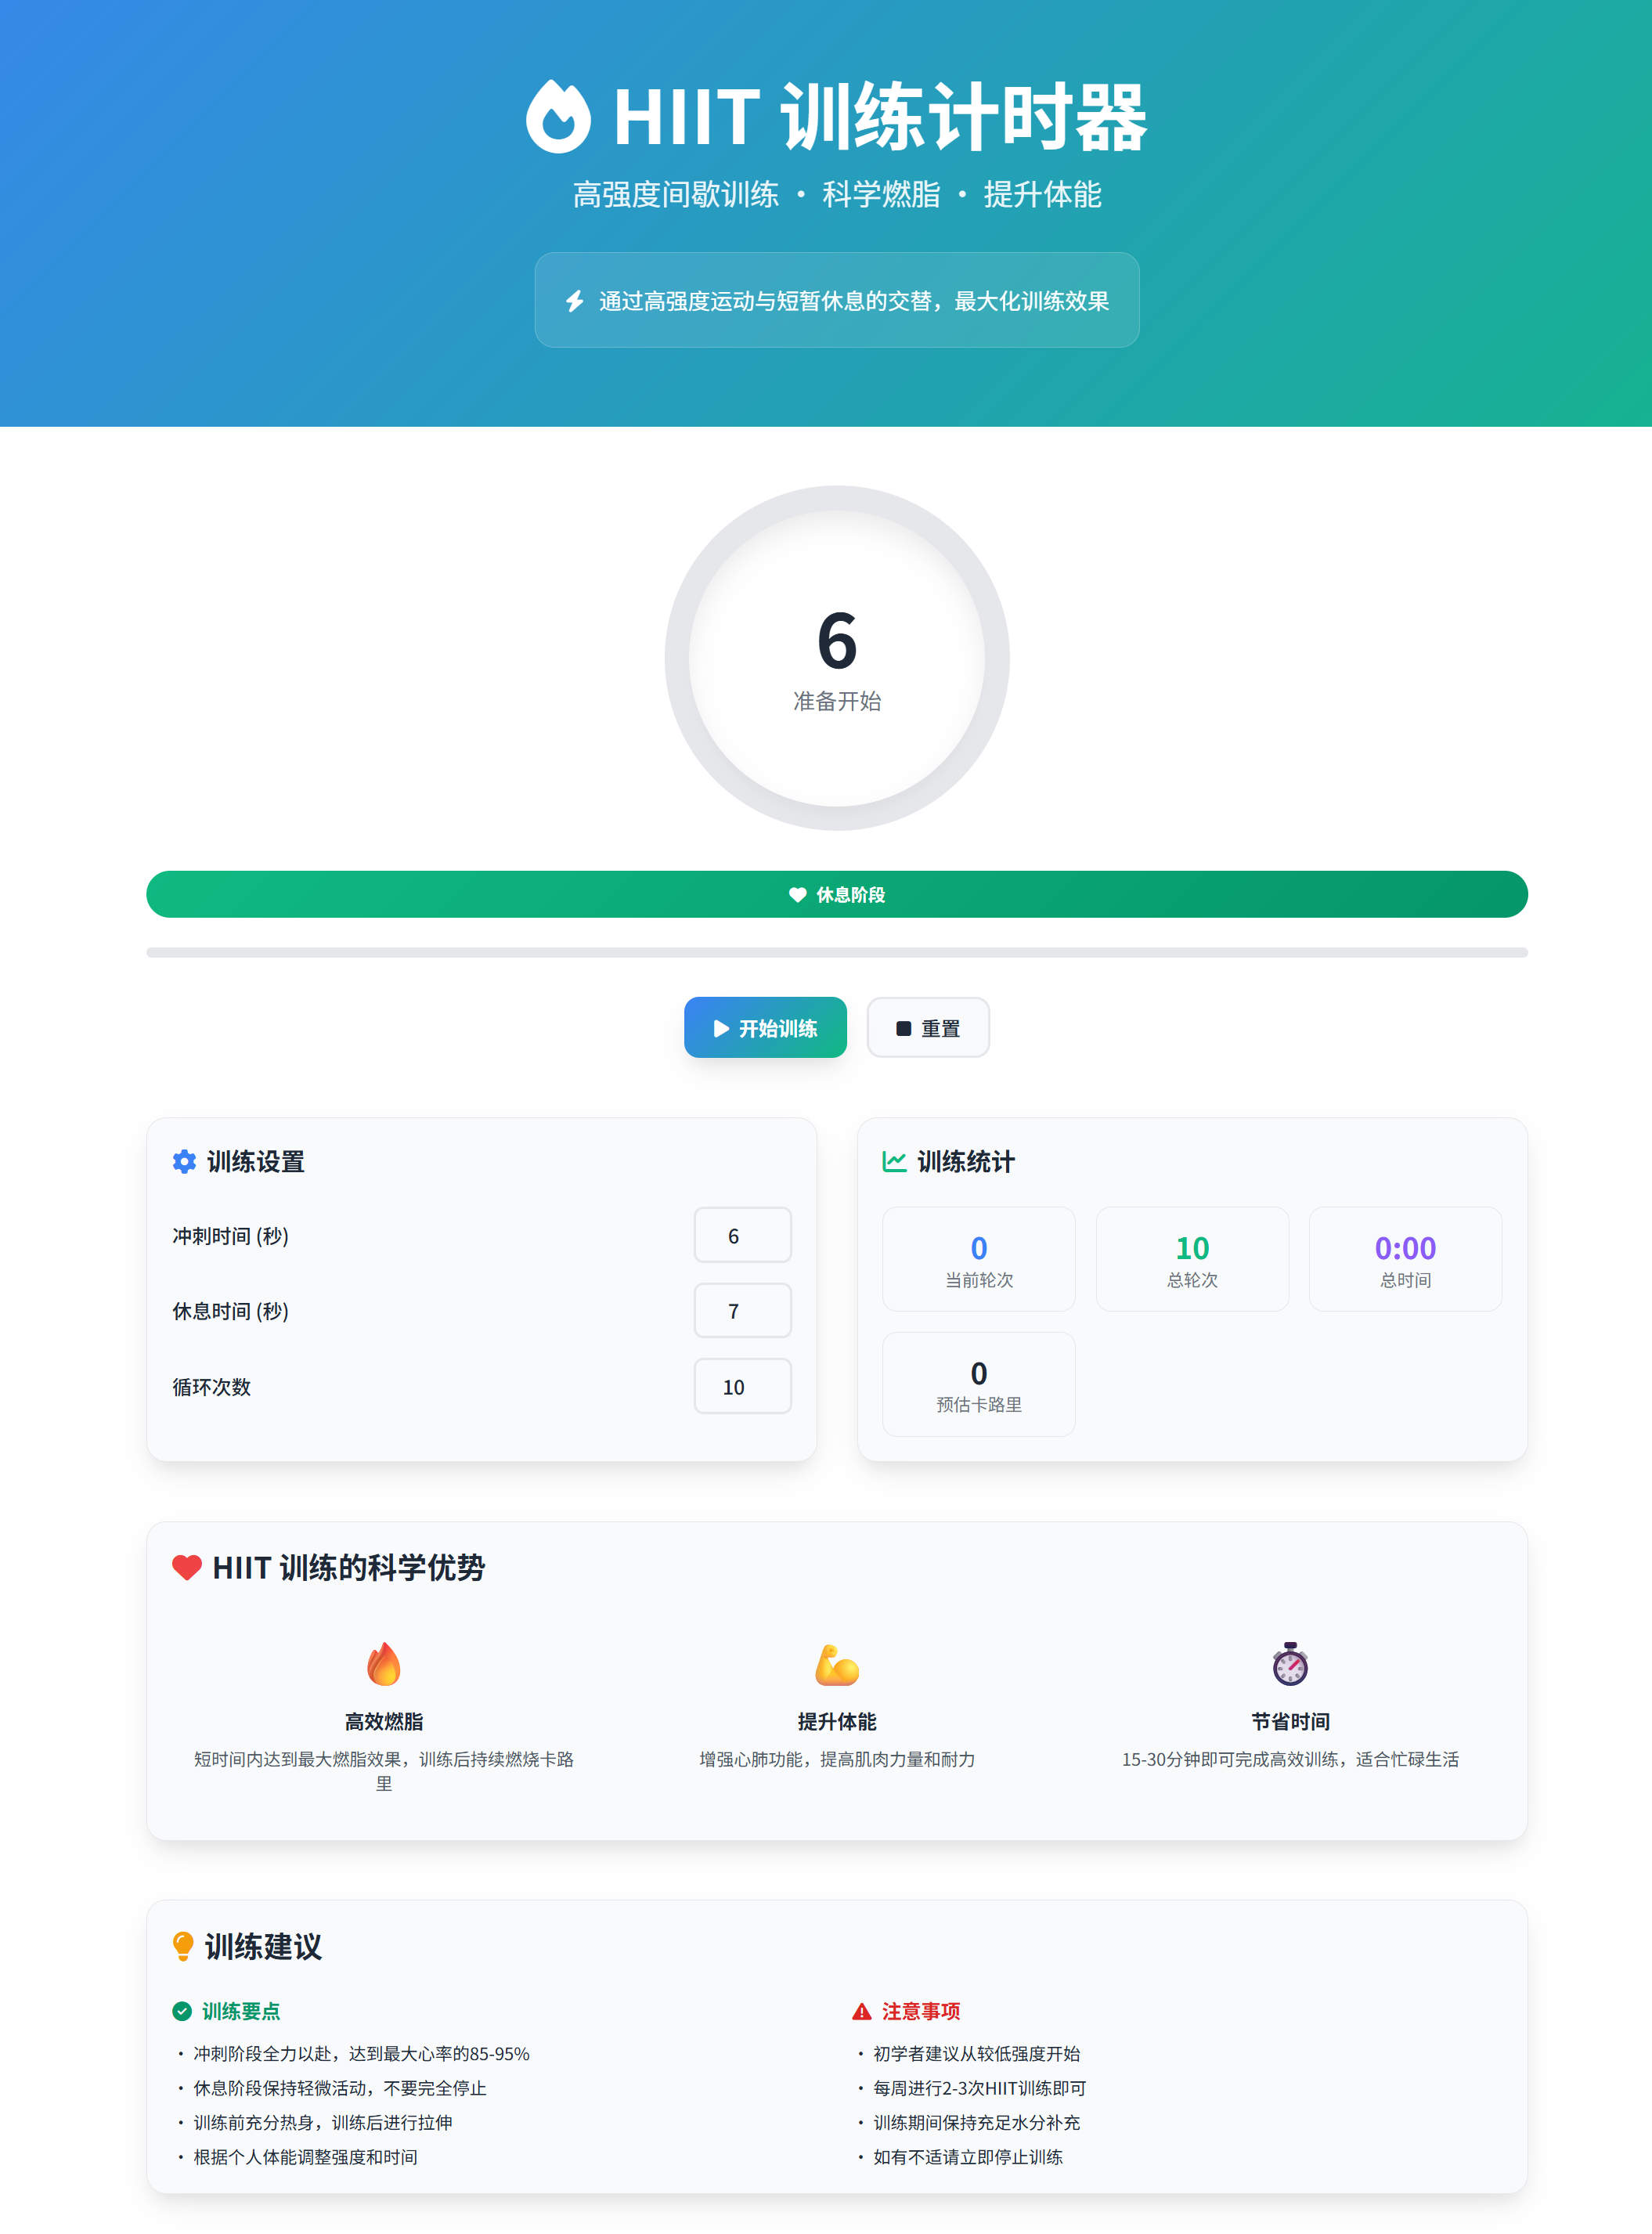 HIIT 训练计时器
高强度间歇训练 • 科学燃脂 • 提升体能
通过高强度运动与短暂休息的交替，最大化训练效果
6
准备开始
休息阶段
开始训练
重置
训练设置
冲刺时间 (秒)
6
休息时间 (秒)
7
循环次数
10
训练统计
0
当前轮次
10
总轮次
0:00
总时间
0
预估卡路里
HIIT 训练的科学优势
高效燃脂
短时间内达到最大燃脂效果，训练后持续燃烧卡路
里
提升体能
增强心肺功能，提高肌肉力量和耐力
节省时间
15-30分钟即可完成高效训练，适合忙碌生活
训练建议
训练要点
• 冲刺阶段全力以赴，达到最大心率的85-95%
• 休息阶段保持轻微活动，不要完全停止
• 训练前充分热身，训练后进行拉伸
• 根据个人体能调整强度和时间
注意事项
• 初学者建议从较低强度开始
• 每周进行2-3次HIIT训练即可
• 训练期间保持充足水分补充
• 如有不适请立即停止训练